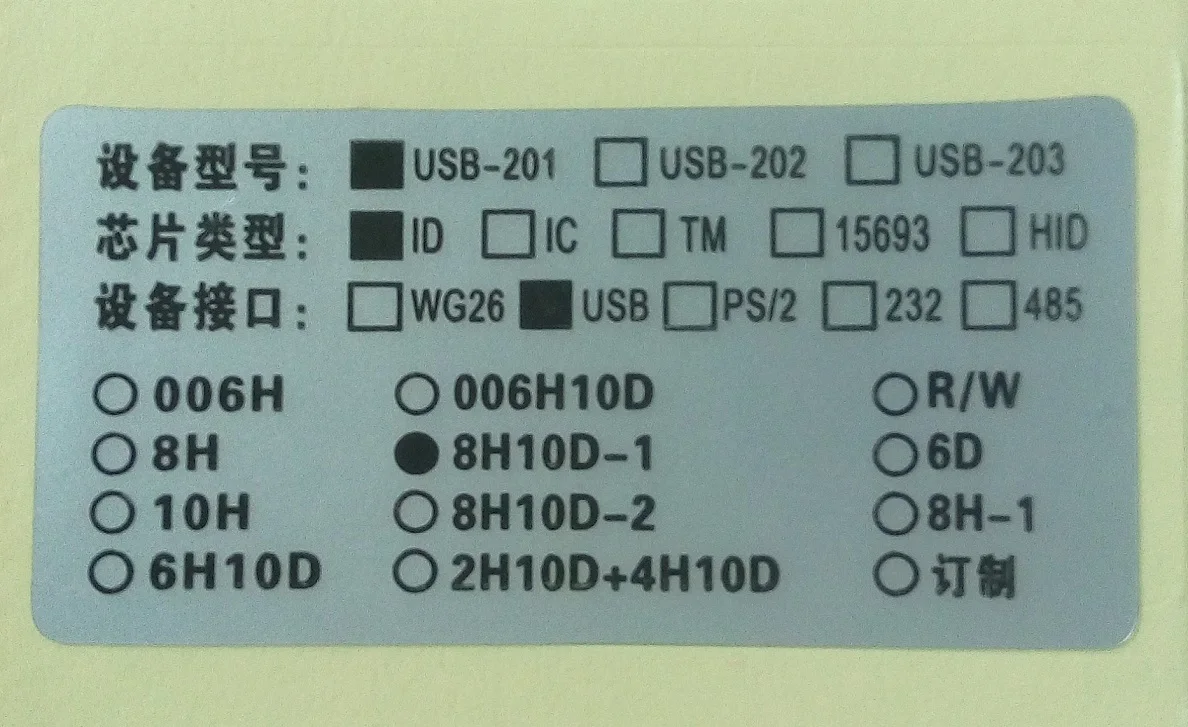 设备型号: ■USB-201 □USB-202 □USB-203
芯片类型: ■ID □IC □TM □15693 □HID
设备接口: □WG26 ■USB □PS/2 □232 □485
○006H ○006H10D ○R/W
○8H ●8H10D-1 ○6D
○10H ○8H10D-2 ○8H-1
○6H10D ○2H10D+4H10D ○订制